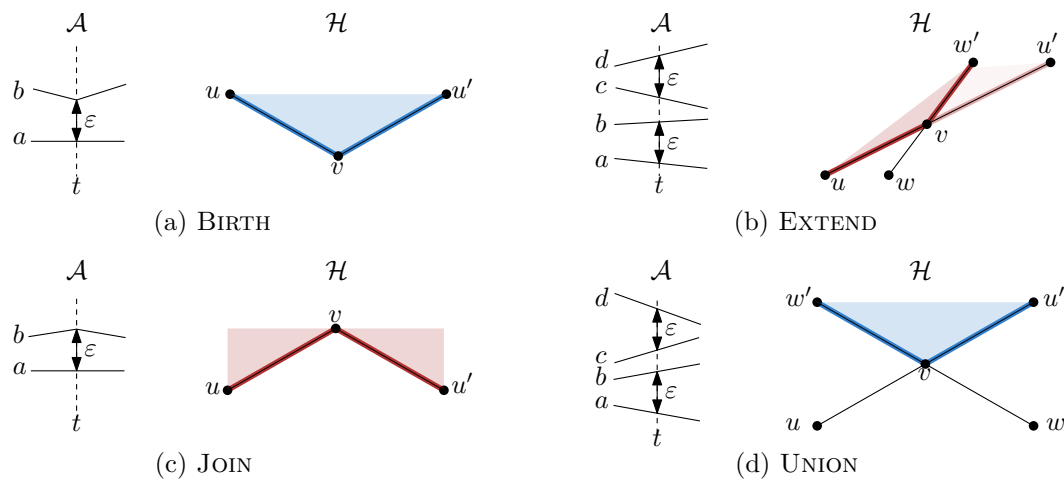 𝒜
ℋ
b
a
ε
t
u
u′
v
(a) BIRTH
𝒜
ℋ
d
c
b
a
ε
ε
t
w′
u′
v
u
w
(b) EXTEND
𝒜
ℋ
b
a
ε
t
v
u
u′
(c) JOIN
𝒜
ℋ
d
c
b
a
ε
ε
t
w′
u′
v
u
w
(d) UNION